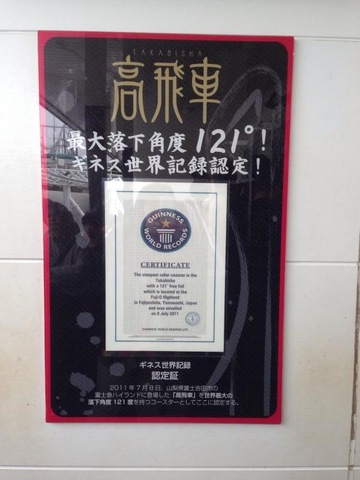 TAKABISHA
高飛車
最大落下角度121°!
ギネス世界記録認定!
GUINNESS
WORLD RECORDS
CERTIFICATE
The steepest roller coaster is the
Takabisha
with a 121° free fall
which is located at the
Fuji-Q Highland
in Fujiyoshida, Yamanashi, Japan
and was unveiled
on 8 July 2011
GUINNESS WORLD RECORDS LTD
ギネス世界記録
認定証
2011年7月8日、山梨県富士吉田市の
富士急ハイランドに登場した「高飛車」を世界最大の
落下角度121度を持つコースターとしてここに認定する。